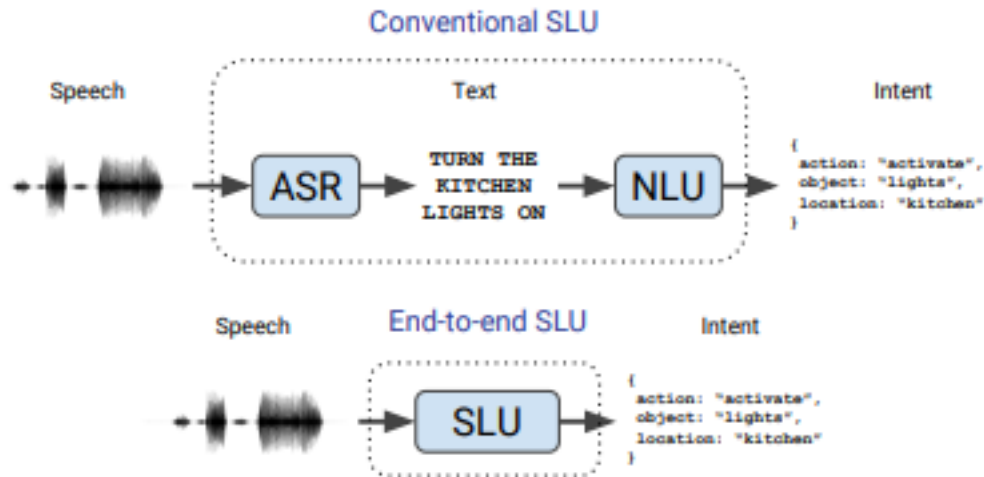 Conventional SLU
Speech
Text
Intent
ASR
TURN THE
KITCHEN
LIGHTS ON
NLU
{
action: "activate",
object: "lights",
location: "kitchen"
}
End-to-end SLU
Speech
Intent
SLU
{
action: "activate",
object: "lights",
location: "kitchen"
}